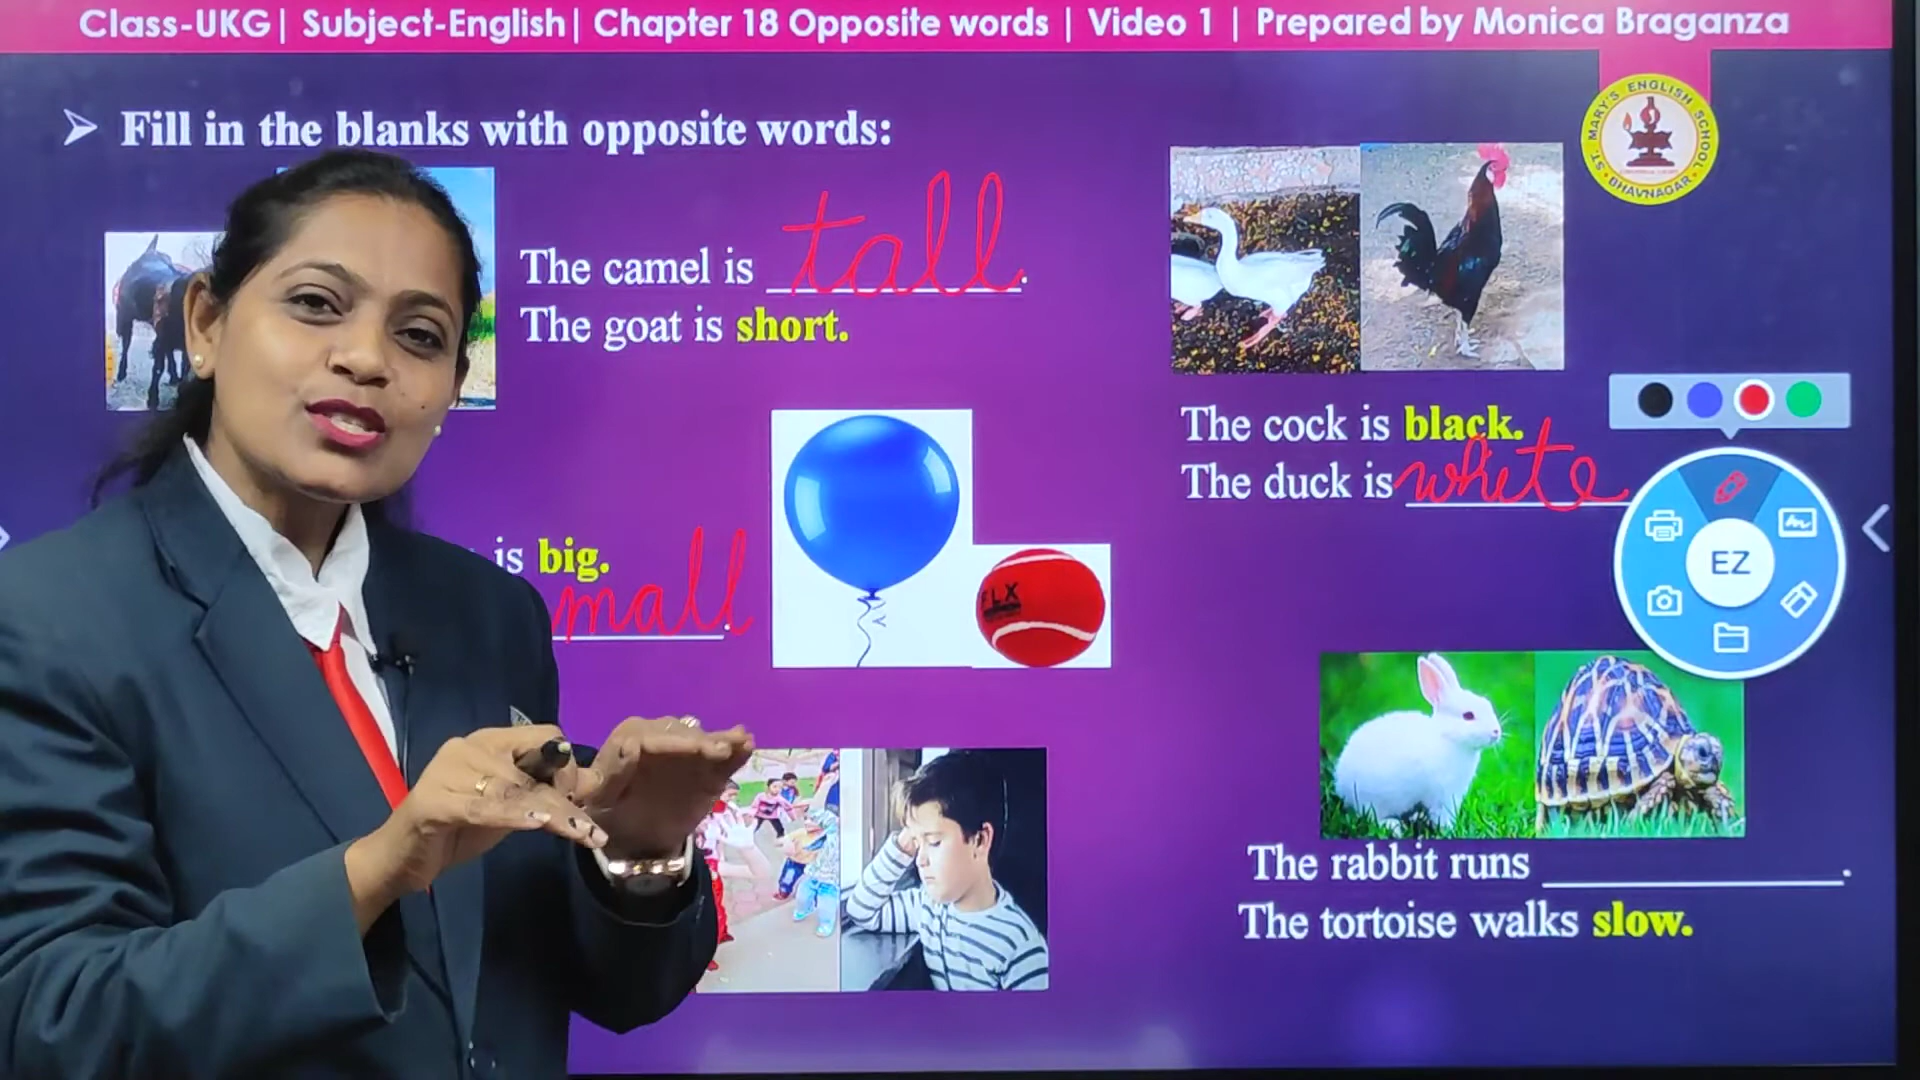 Class-UKG| Subject-English| Chapter 18 Opposite words | Video 1 | Prepared by Monica Braganza
ST. MARY'S ENGLISH SCHOOL
BHAVNAGAR
➢ Fill in the blanks with opposite words:
The camel is tall.
The goat is short.
is big.
mall.
FLX
The cock is black.
The duck is white
EZ
The rabbit runs ____________.
The tortoise walks slow.